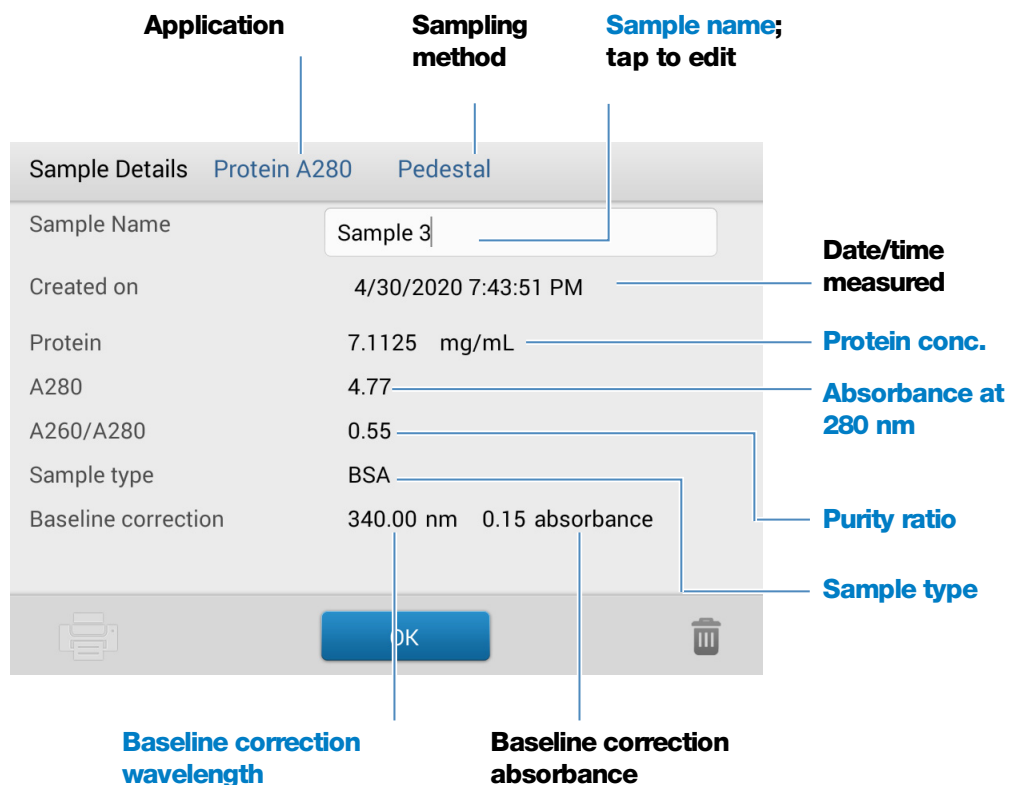 Application
Sampling
method
Sample name;
tap to edit
Sample Details Protein A280 Pedestal
Sample Name Sample 3
Created on 4/30/2020 7:43:51 PM
Date/time
measured
Protein 7.1125 mg/mL
Protein conc.
A280 4.77
Absorbance at
280 nm
A260/A280 0.55
Sample type BSA
Baseline correction 340.00 nm 0.15 absorbance
Purity ratio
Sample type
OK
Baseline correction
wavelength
Baseline correction
absorbance